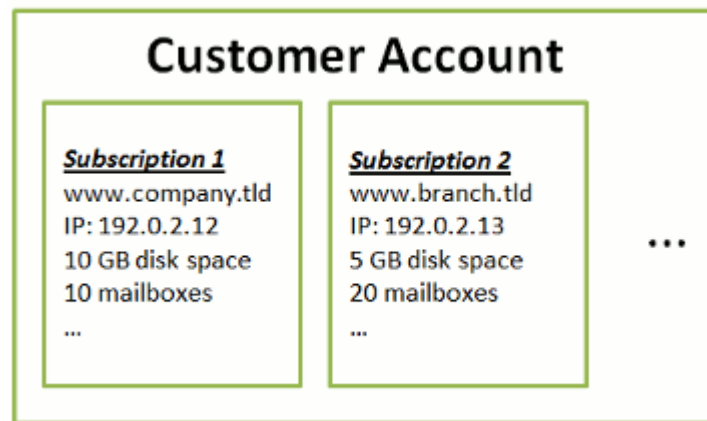 Customer Account
Subscription 1
www.company.tld
IP: 192.0.2.12
10 GB disk space
10 mailboxes
...
Subscription 2
www.branch.tld
IP: 192.0.2.13
5 GB disk space
20 mailboxes
...
...